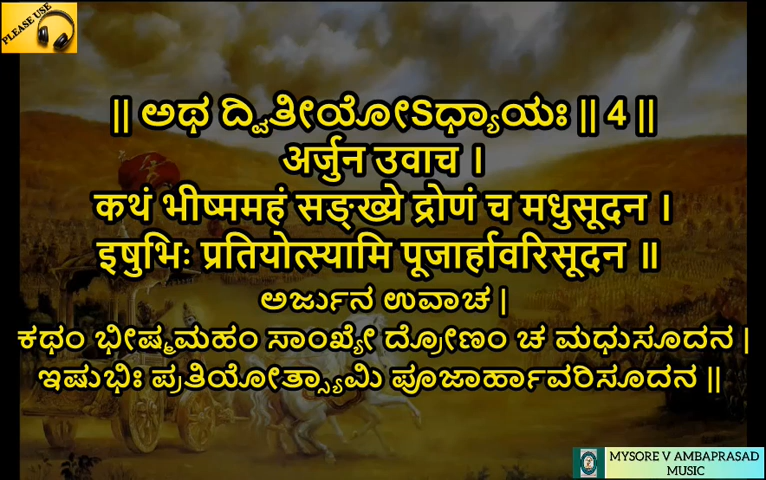 PLEASE USE
|| ಅಥ ದ್ವಿತೀಯೋSಧ್ಯಾಯಃ || 4 ||
अर्जुन उवाच ।
कथं भीष्ममहं सङ्ख्ये द्रोणं च मधुसूदन ।
इषुभिः प्रतियोत्स्यामि पूजार्हावरिसूदन ॥
ಅರ್ಜುನ ಉವಾಚ |
ಕಥಂ ಭೀಷ್ಮಮಹಂ ಸಾಂಖ್ಯೇ ದ್ರೋಣಂ ಚ ಮಧುಸೂದನ |
ಇಷುಭಿಃ ಪ್ರತಿಯೋತ್ಸ್ಯಾಮಿ ಪೂಜಾರ್ಹಾವರಿಸೂದನ ||
MYSORE V AMBAPRASAD
MUSIC